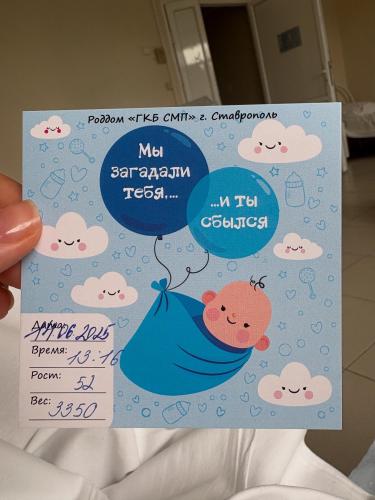 Роддом «ГКБ СМП» г. Ставрополь
Мы
загадали
тебя,...
...и ты
сбылся
Дата:
11.06.2025
Время: 13:16
Рост: 52
Вес: 3350